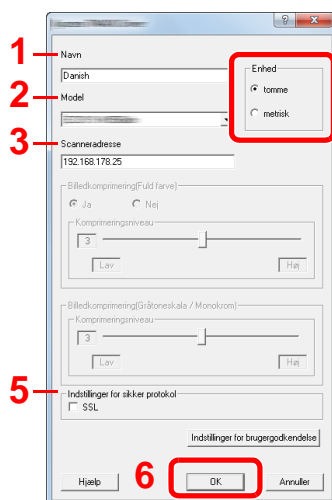 1
Navn
Danish
Enhed
tomme
metrisk
2
Model
3
Scanneradresse
192.168.178.25
Billedkomprimering(Fuld farve)
Ja Nej
Komprimeringsniveau
3
Lav Høj
Billedkomprimering(Gråtoneskala / Monokrom)
Komprimeringsniveau
3
Lav Høj
5
Indstillinger for sikker protokol
SSL
Indstillinger for brugergodkendelse
6
Hjælp OK Annuller